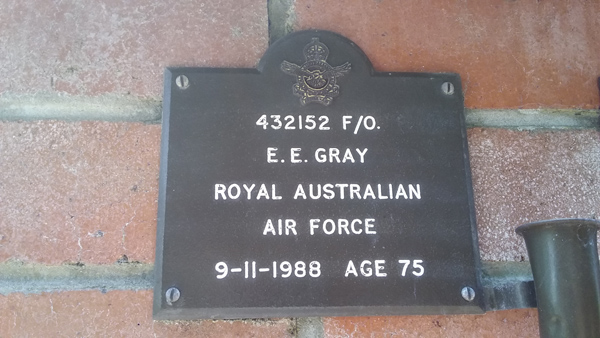 432152 F/O.
E. E. GRAY
ROYAL AUSTRALIAN
AIR FORCE
9-11-1988 AGE 75